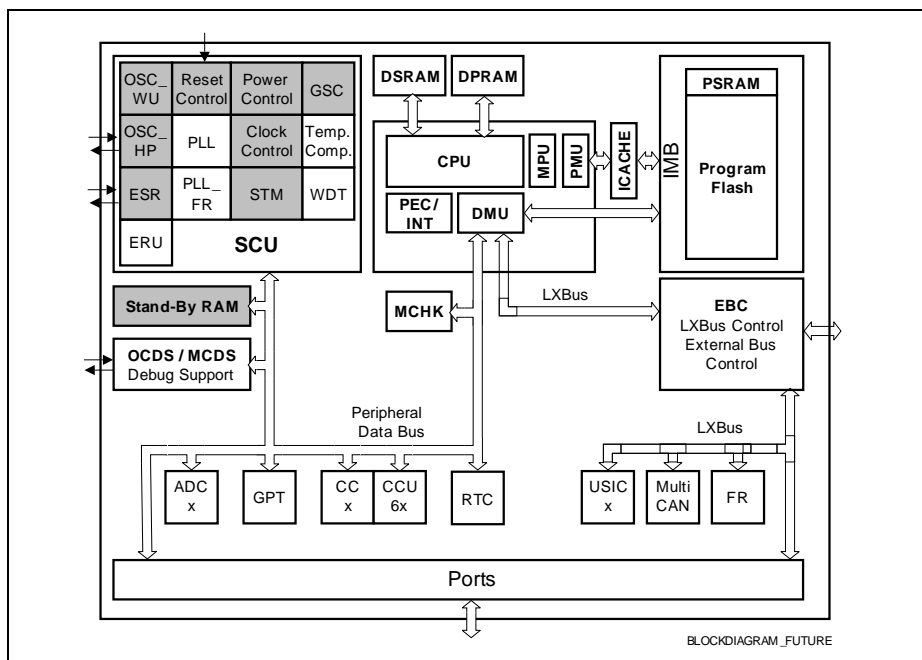 OSC_
WU
Reset
Control
Power
Control
GSC
OSC_
HP
PLL
Clock
Control
Temp.
Comp.
ESR
PLL_
FR
STM
WDT
ERU
SCU
DSRAM
DPRAM
CPU
MPU
PMU
PEC/
INT
DMU
ICACHE
IMB
PSRAM
Program
Flash
Stand-By RAM
OCDS / MCDS
Debug Support
MCHK
LXBus
EBC
LXBus Control
External Bus
Control
Peripheral
Data Bus
LXBus
ADC
x
GPT
CC
x
CCU
6x
RTC
USIC
x
Multi
CAN
FR
Ports
BLOCKDIAGRAM_FUTURE